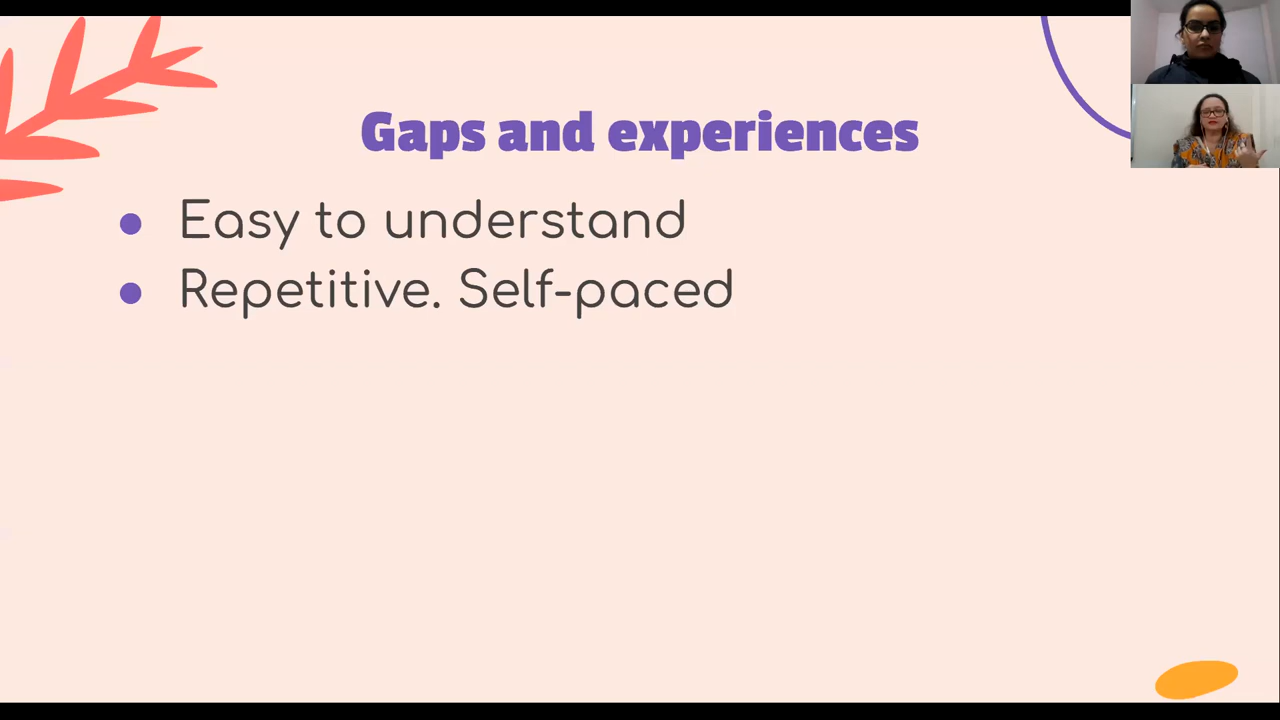 Gaps and experiences
Easy to understand
Repetitive. Self-paced